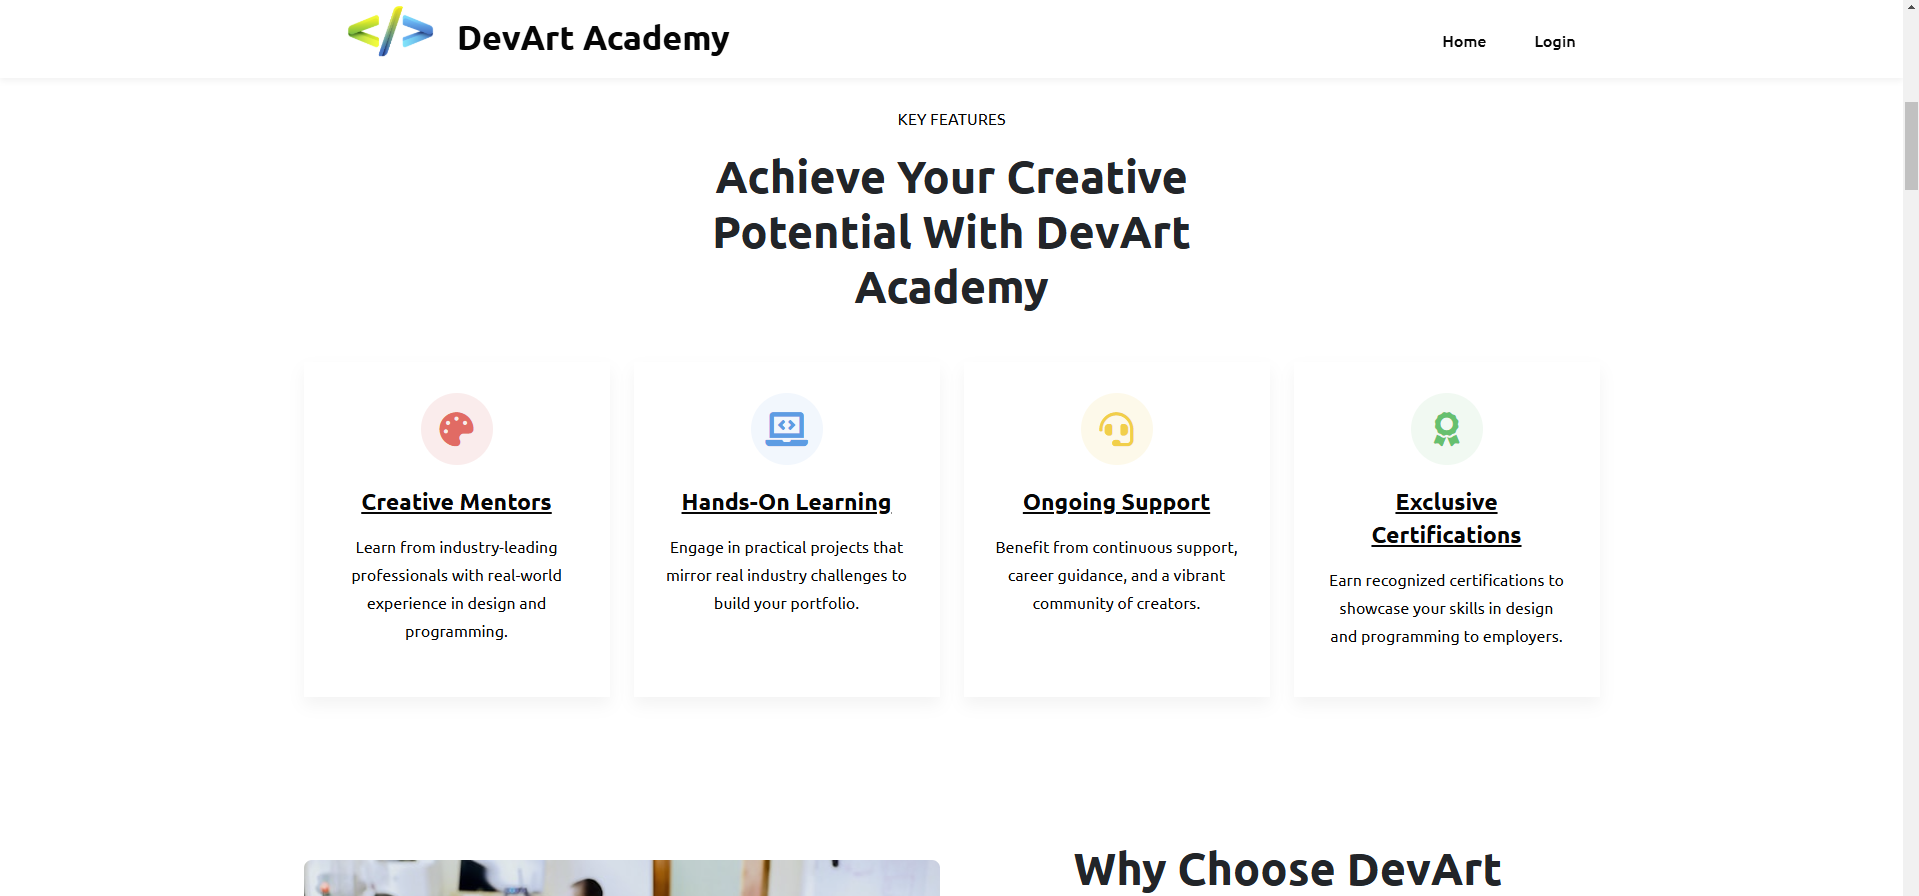 DevArt Academy
Home
Login
KEY FEATURES
Achieve Your Creative
Potential With DevArt
Academy
Creative Mentors
Learn from industry-leading
professionals with real-world
experience in design and
programming.
Hands-On Learning
Engage in practical projects that
mirror real industry challenges to
build your portfolio.
Ongoing Support
Benefit from continuous support,
career guidance, and a vibrant
community of creators.
Exclusive
Certifications
Earn recognized certifications to
showcase your skills in design
and programming to employers.
Why Choose DevArt